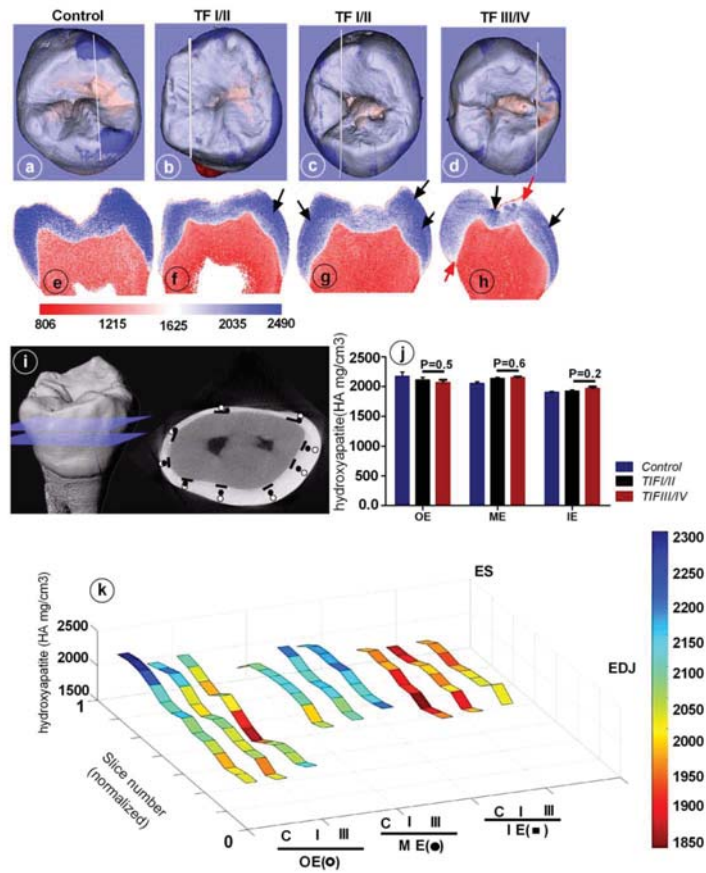 Control TF I/II TF I/II TF III/IV
a b c d
e f g h
806 1215 1625 2035 2490
i
j
hydroxyapatite(HA mg/cm3)
2500
2000
1500
1000
500
0.0
P=0.5 P=0.6 P=0.2
OE ME IE
Control
TIFI/II
TIFIII/IV
k
ES
EDJ
hydroxyapatite (HA mg/cm3)
2500
2000
1500
1
Slice number
(normalized)
0
C I III C I III C I III
OE( ) M E(●) I E(■)
2300
2250
2200
2150
2100
2050
2000
1950
1900
1850